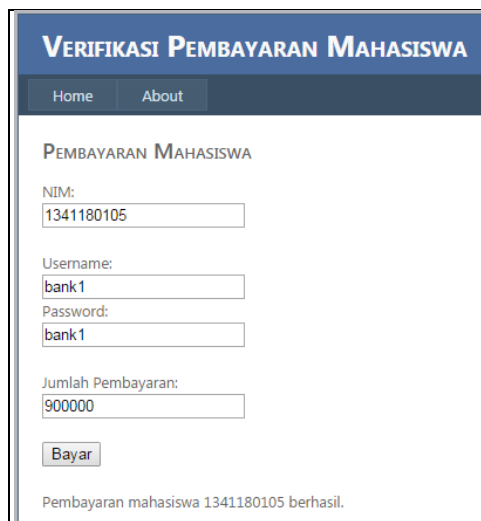 VERIFIKASI PEMBAYARAN MAHASISWA
Home About
PEMBAYARAN MAHASISWA
NIM:
1341180105
Username:
bank1
Password:
bank1
Jumlah Pembayaran:
900000
Bayar
Pembayaran mahasiswa 1341180105 berhasil.